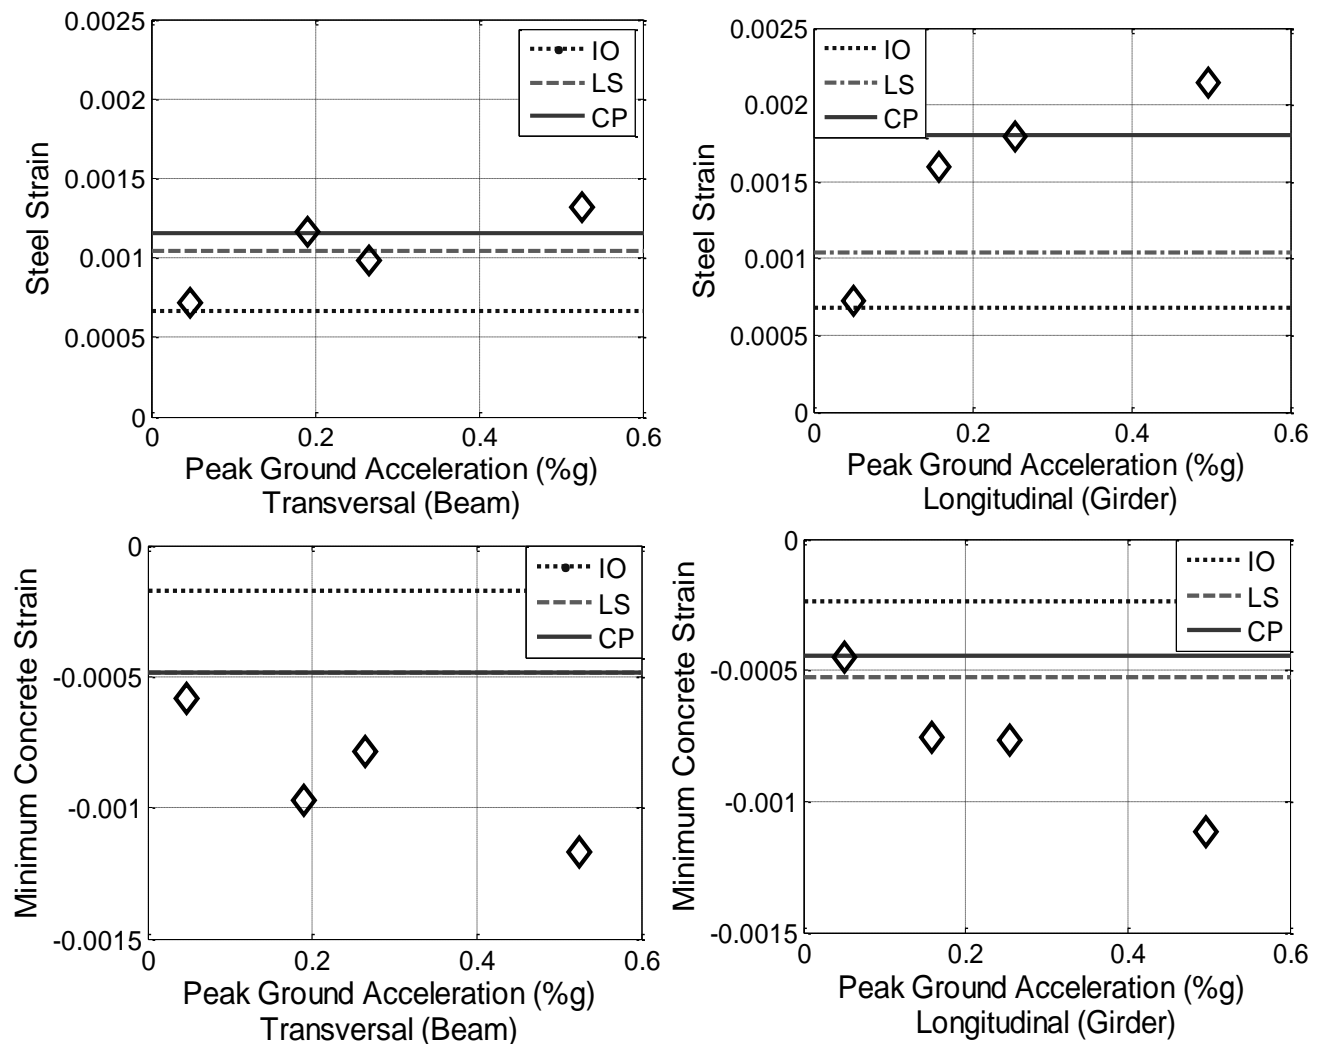 0.0025
0.002
0.0015
0.001
0.0005
0
Steel Strain
IO
LS
CP
0 0.2 0.4 0.6
Peak Ground Acceleration (%g)
Transversal (Beam)
0.0025
0.002
0.0015
0.001
0.0005
0
Steel Strain
IO
LS
CP
0 0.2 0.4 0.6
Peak Ground Acceleration (%g)
Longitudinal (Girder)
0
-0.0005
-0.001
-0.0015
Minimum Concrete Strain
IO
LS
CP
0 0.2 0.4 0.6
Peak Ground Acceleration (%g)
Transversal (Beam)
0
-0.0005
-0.001
-0.0015
Minimum Concrete Strain
IO
LS
CP
0 0.2 0.4 0.6
Peak Ground Acceleration (%g)
Longitudinal (Girder)